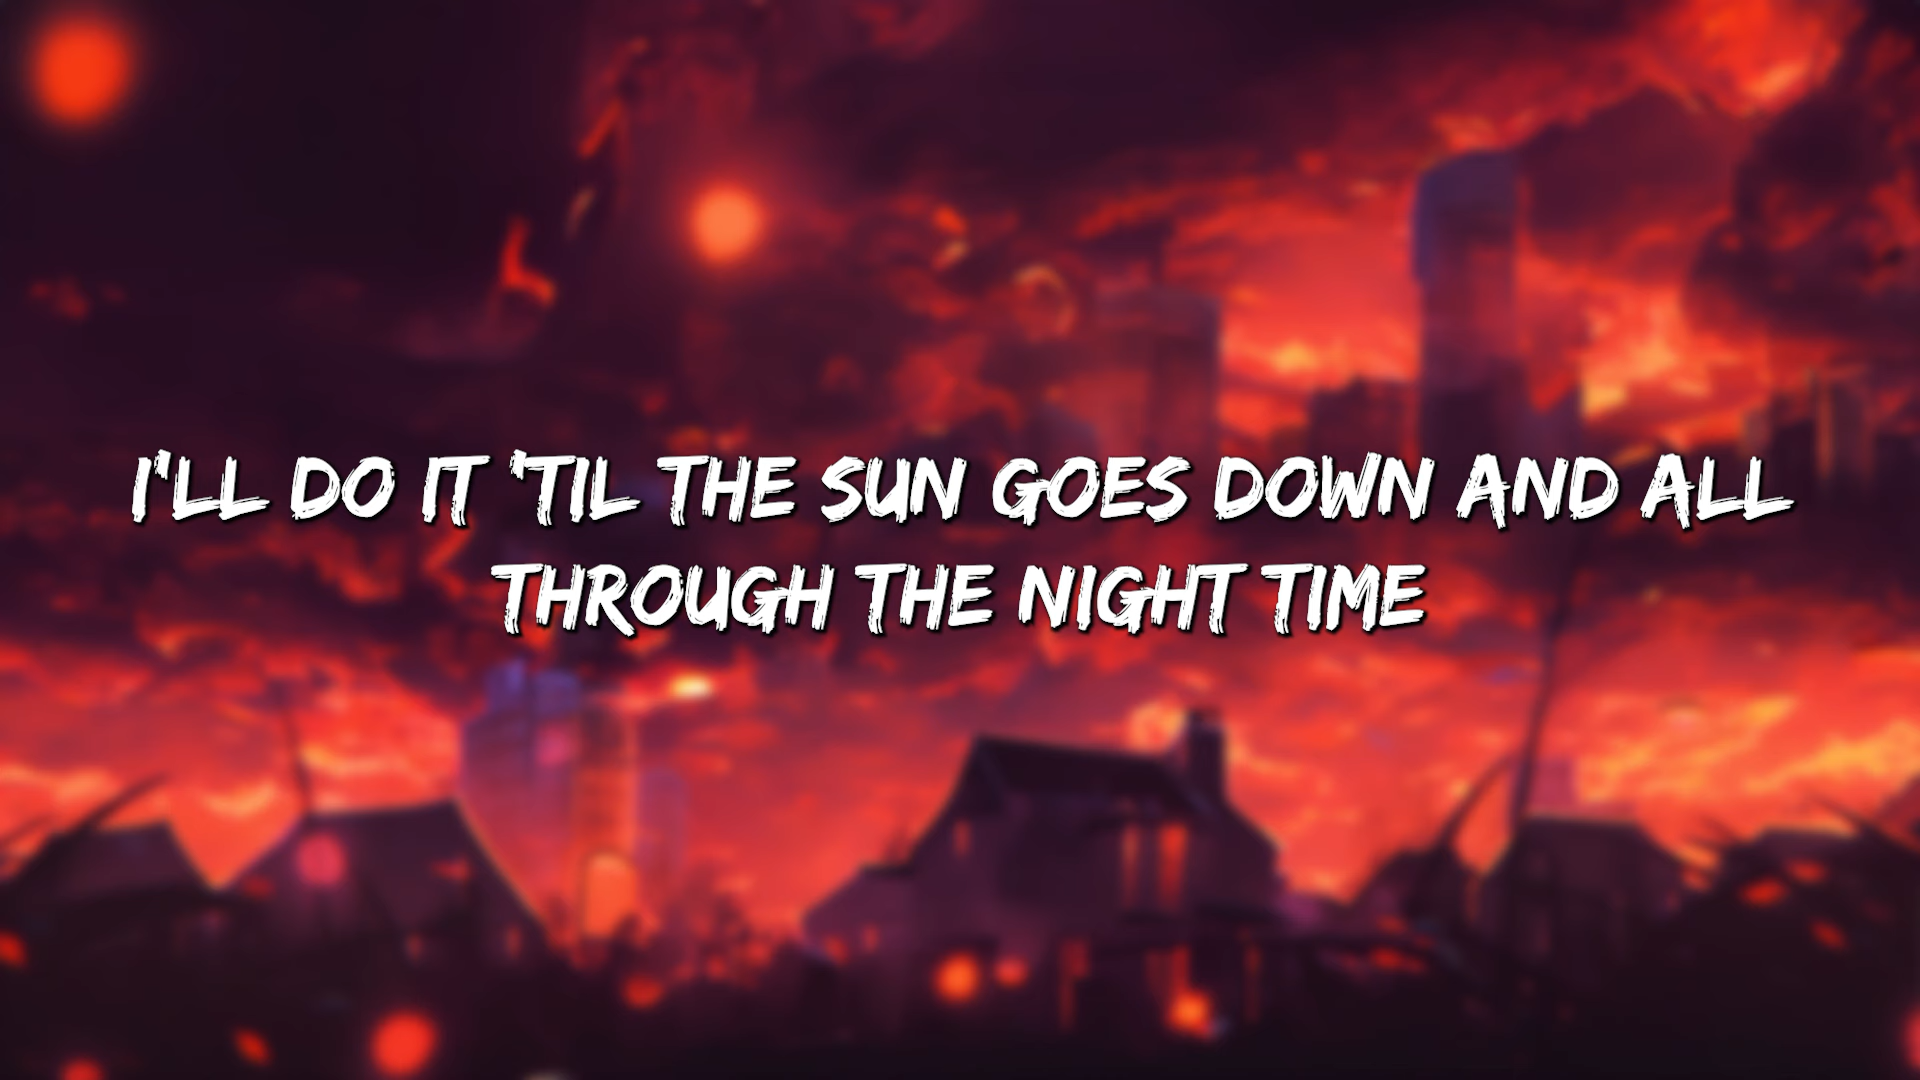 I'LL DO IT 'TIL THE SUN GOES DOWN AND ALL
THROUGH THE NIGHT TIME